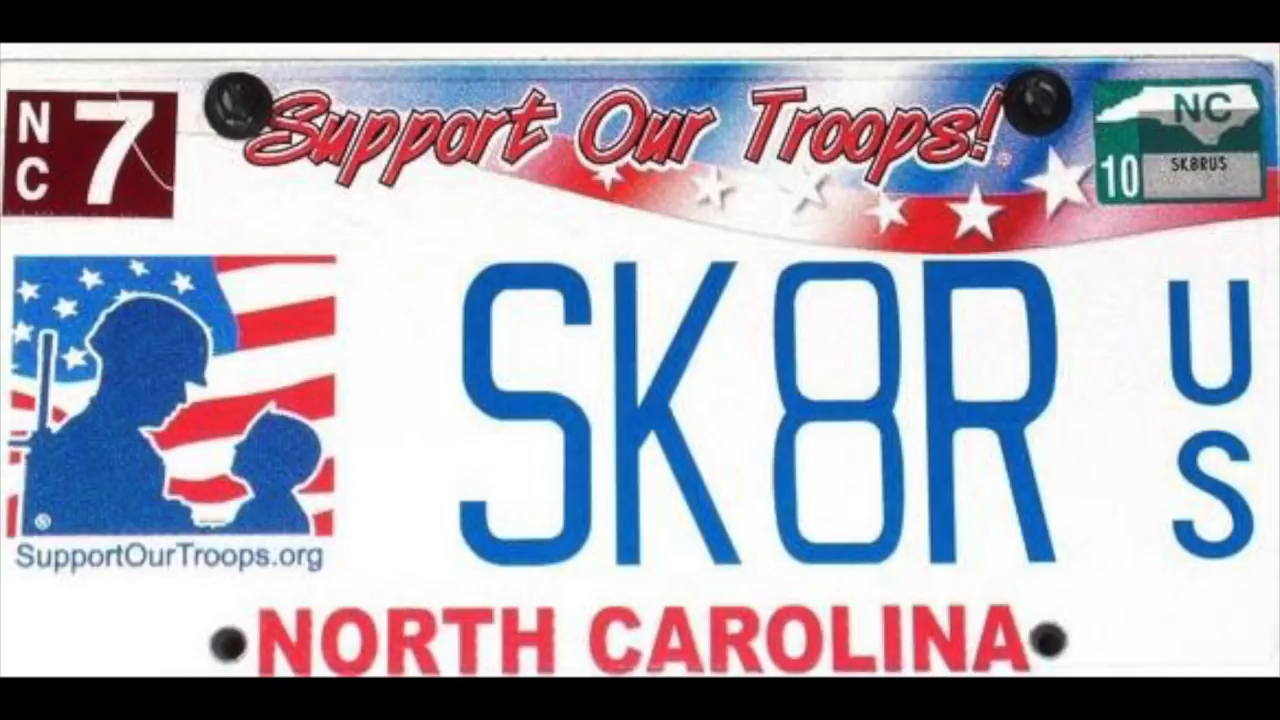 Support Our Troops!
N
C
7
NC
10
SK8RUS
SK8R
U
S
®
SupportOurTroops.org
NORTH CAROLINA